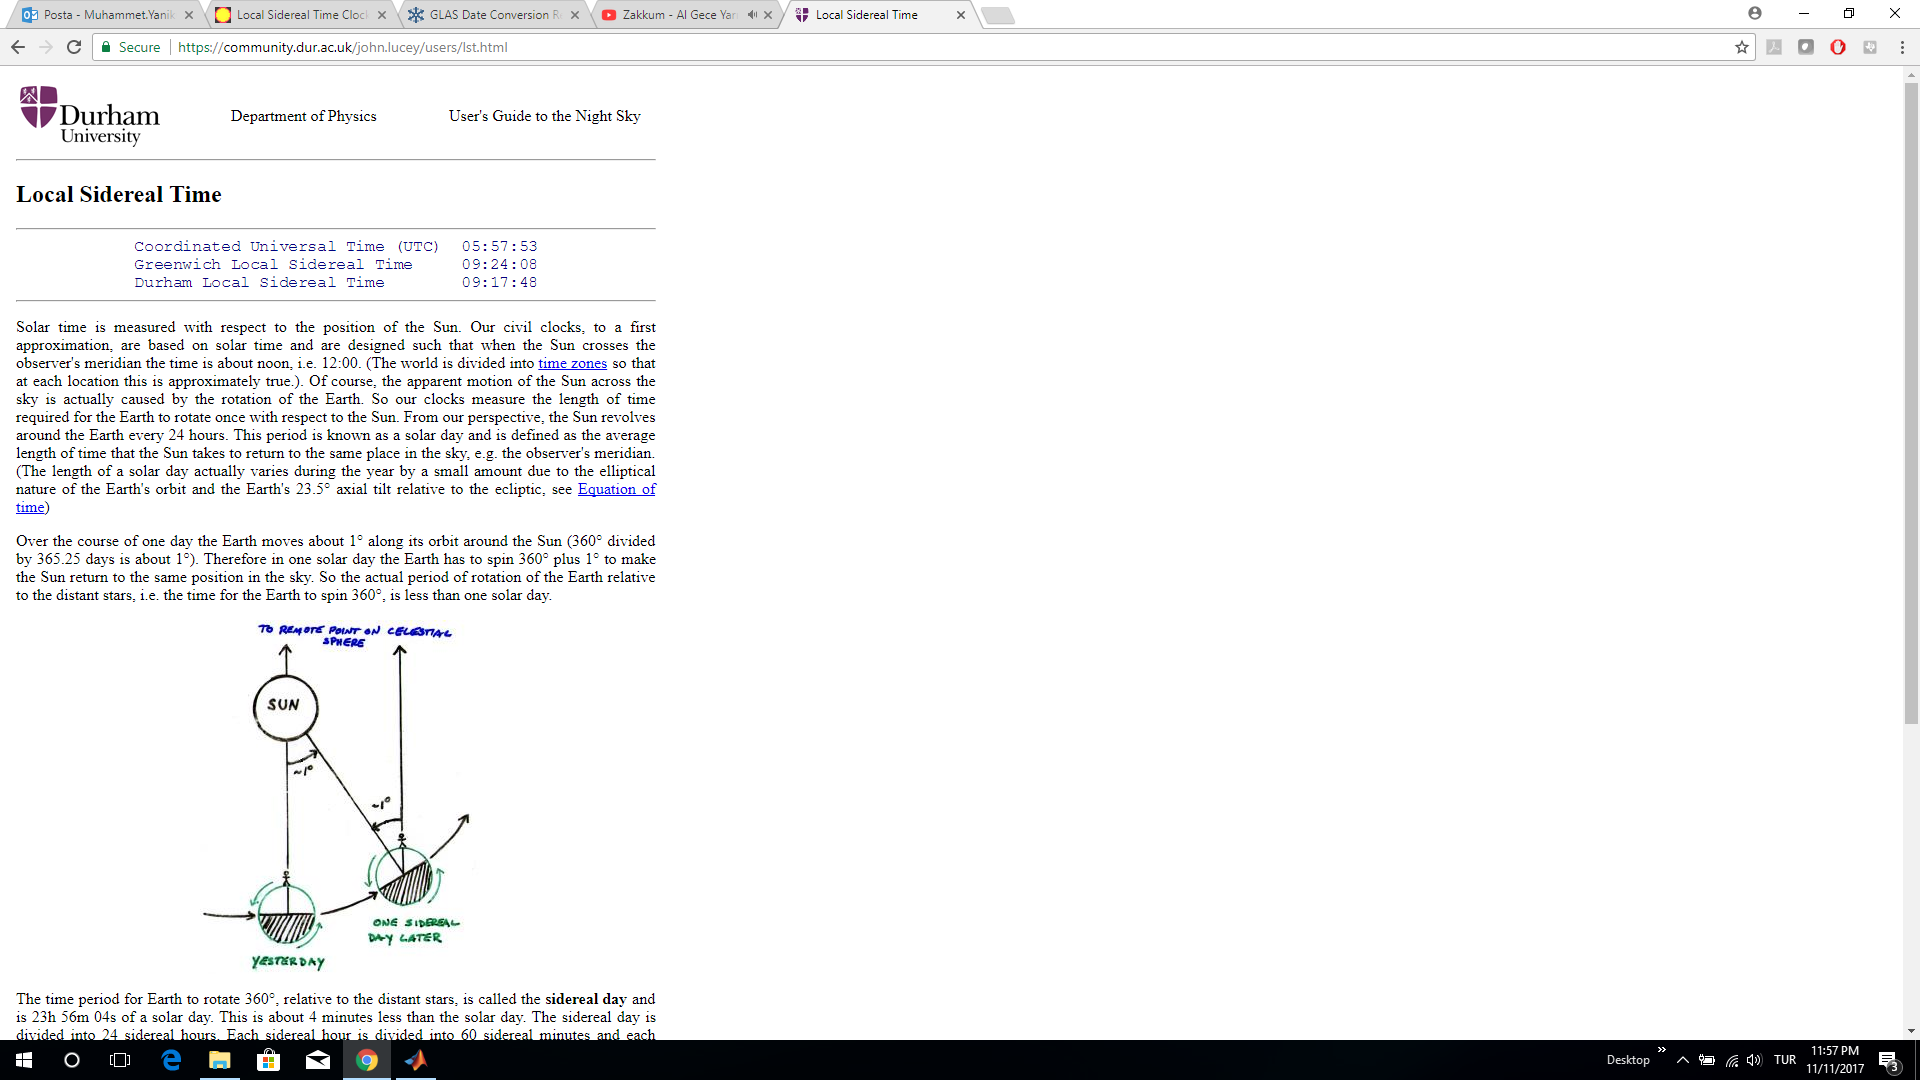 Posta - Muhammet.Yanik
Local Sidereal Time Clock
GLAS Date Conversion R
Zakkum - Al Gece Yar
Local Sidereal Time
Secure
https://community.dur.ac.uk/john.lucey/users/lst.html
Durham
University
Department of Physics
User's Guide to the Night Sky
Local Sidereal Time
Coordinated Universal Time (UTC) 05:57:53
Greenwich Local Sidereal Time 09:24:08
Durham Local Sidereal Time 09:17:48
Solar time is measured with respect to the position of the Sun. Our civil clocks, to a first
approximation, are based on solar time and are designed such that when the Sun crosses the
observer's meridian the time is about noon, i.e. 12:00. (The world is divided into time zones so that
at each location this is approximately true.). Of course, the apparent motion of the Sun across the
sky is actually caused by the rotation of the Earth. So our clocks measure the length of time
required for the Earth to rotate once with respect to the Sun. From our perspective, the Sun revolves
around the Earth every 24 hours. This period is known as a solar day and is defined as the average
length of time that the Sun takes to return to the same place in the sky, e.g. the observer's meridian.
(The length of a solar day actually varies during the year by a small amount due to the elliptical
nature of the Earth's orbit and the Earth's 23.5° axial tilt relative to the ecliptic, see Equation of
time)
Over the course of one day the Earth moves about 1° along its orbit around the Sun (360° divided
by 365.25 days is about 1°). Therefore in one solar day the Earth has to spin 360° plus 1° to make
the Sun return to the same position in the sky. So the actual period of rotation of the Earth relative
to the distant stars, i.e. the time for the Earth to spin 360°, is less than one solar day.
TO REMOTE POINT ON CELESTIAL
SPHERE
SUN
~1°
~1°
ONE SIDEREAL
DAY LATER
YESTERDAY
The time period for Earth to rotate 360°, relative to the distant stars, is called the sidereal day and
is 23h 56m 04s of a solar day. This is about 4 minutes less than the solar day. The sidereal day is
divided into 24 sidereal hours. Each sidereal hour is divided into 60 sidereal minutes and each
Desktop
TUR
11:57 PM
11/11/2017
3